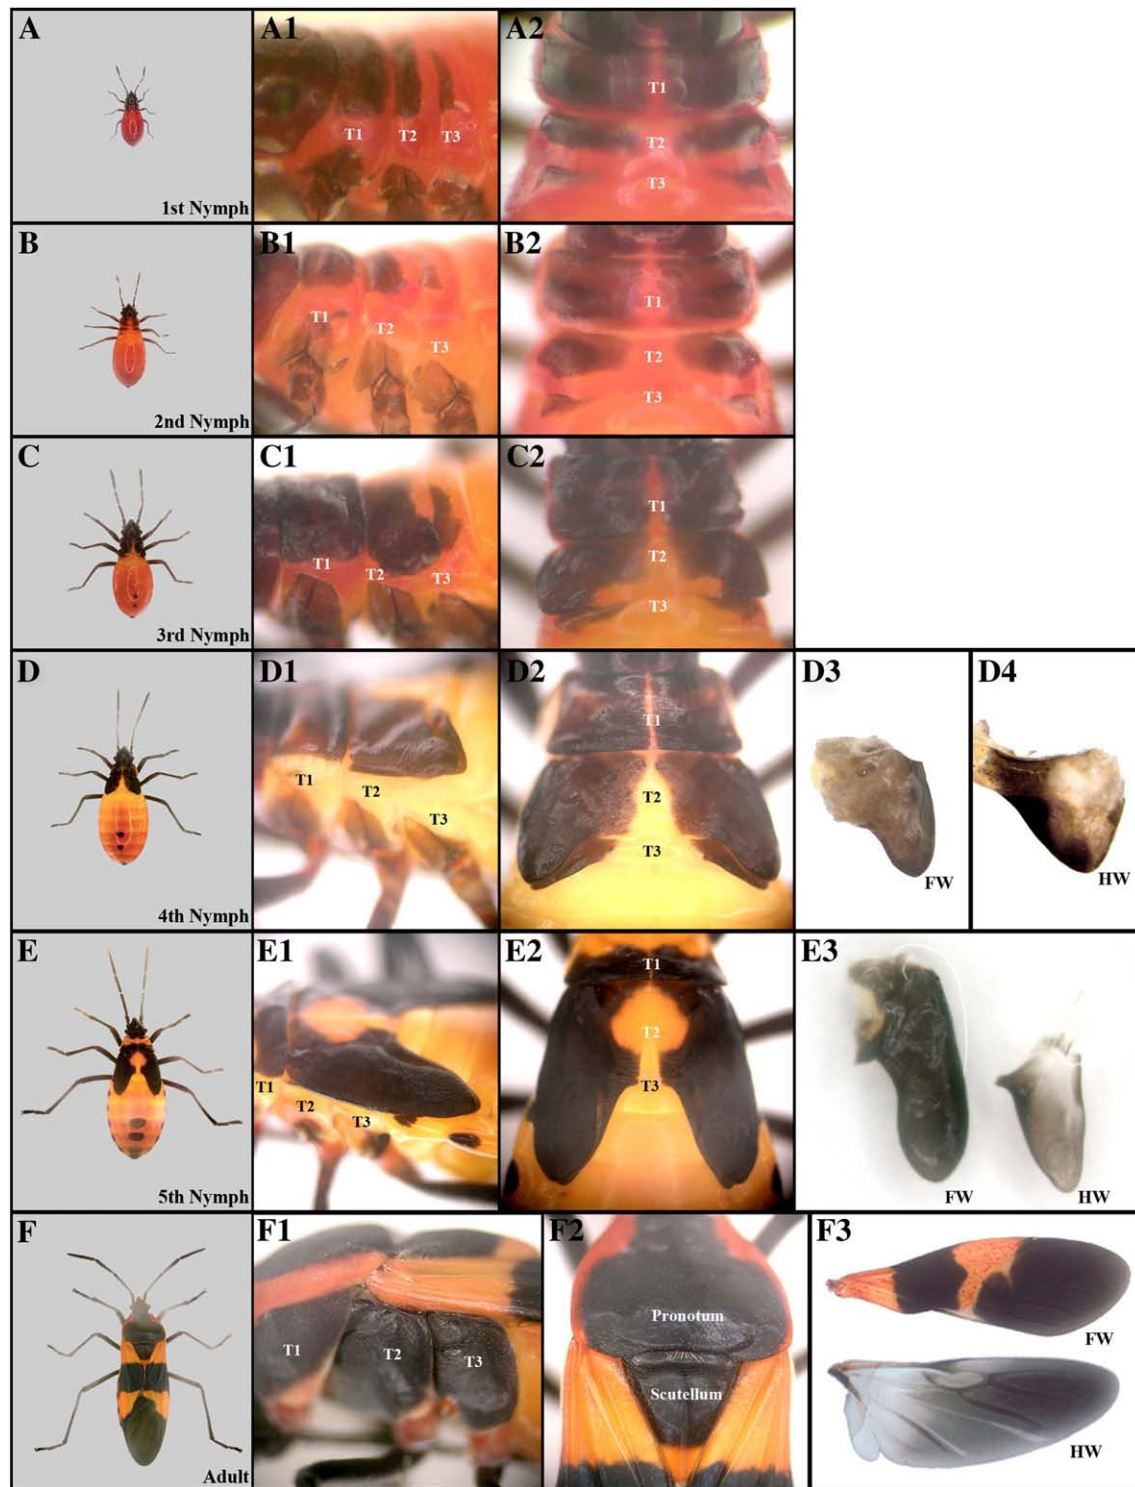 A
1st Nymph
A1
T1
T2
T3
A2
T1
T2
T3
B
2nd Nymph
B1
T1
T2
T3
B2
T1
T2
T3
C
3rd Nymph
C1
T1
T2
T3
C2
T1
T2
T3
D
4th Nymph
D1
T1
T2
T3
D2
T1
T2
T3
D3
FW
D4
HW
E
5th Nymph
E1
T1
T2
T3
E2
T1
T2
T3
E3
FW
HW
F
Adult
F1
T1
T2
T3
F2
Pronotum
Scutellum
F3
FW
HW